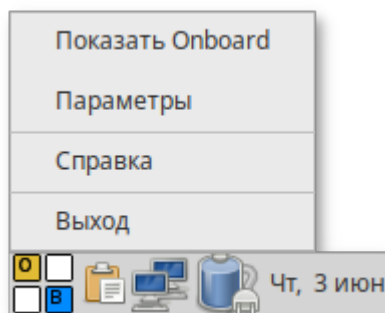 Показать Onboard
Параметры
Справка
Выход
O
B
Чт, 3 июн